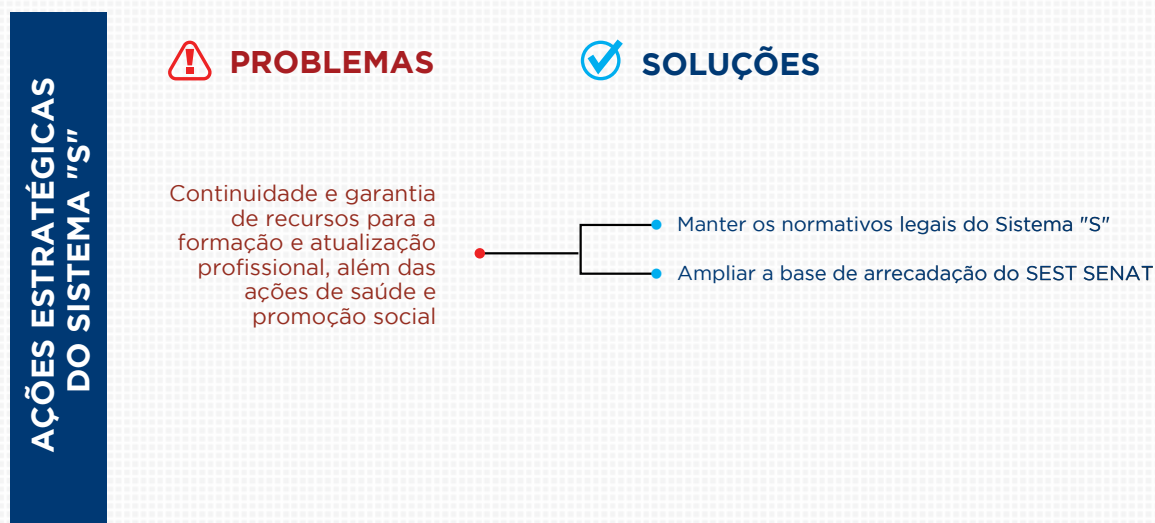 AÇÕES ESTRATÉGICAS
DO SISTEMA "S"
PROBLEMAS
SOLUÇÕES
Continuidade e garantia
de recursos para a
formação e atualização
profissional, além das
ações de saúde e
promoção social
Manter os normativos legais do Sistema "S"
Ampliar a base de arrecadação do SEST SENAT